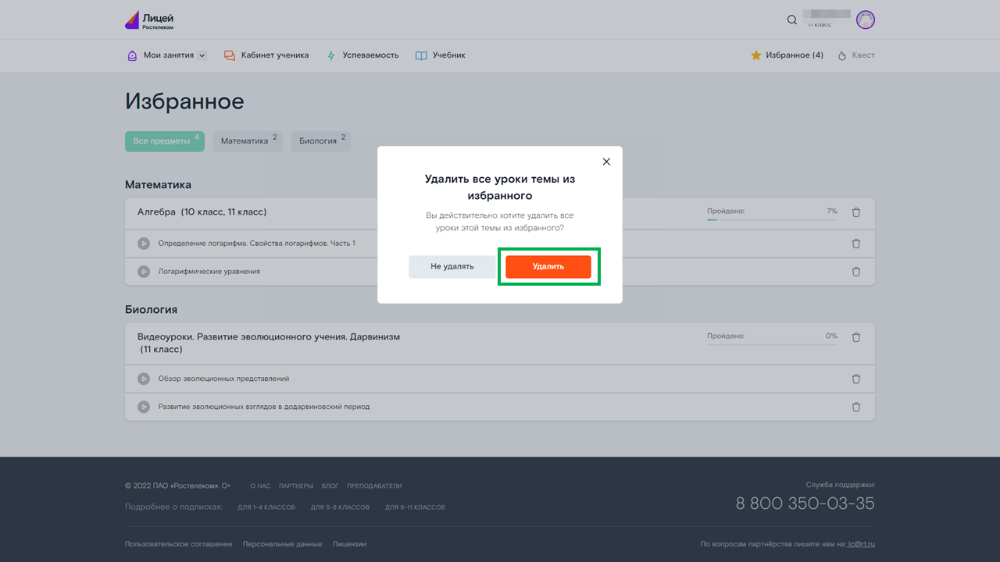 Лицей
Ростелеком
11 класс
Мои занятия
Кабинет ученика
Успеваемость
Учебник
Избранное (4)
Квест
Избранное
Все предметы 4
Математика 2
Биология 2
Удалить все уроки темы из
избранного
Вы действительно хотите удалить все
уроки этой темы из избранного?
Не удалять
Удалить
Математика
Алгебра (10 класс, 11 класс)
Пройдено: 7%
Определение логарифма. Свойства логарифмов. Часть 1
Логарифмические уравнения
Биология
Видеоуроки. Развитие эволюционного учения. Дарвинизм
(11 класс)
Пройдено: 0%
Обзор эволюционных представлений
Развитие эволюционных взглядов в додарвиновский период
© 2022 ПАО «Ростелеком». 0+
О НАС
ПАРТНЕРЫ
БЛОГ
ПРЕПОДАВАТЕЛИ
Служба поддержки:
8 800 350-03-35
Подробнее о подписках:
ДЛЯ 1-4 КЛАССОВ
ДЛЯ 5-8 КЛАССОВ
ДЛЯ 9-11 КЛАССОВ
Пользовательское соглашение
Персональные данные
Лицензии
По вопросам партнёрства пишите нам на: lc@rt.ru